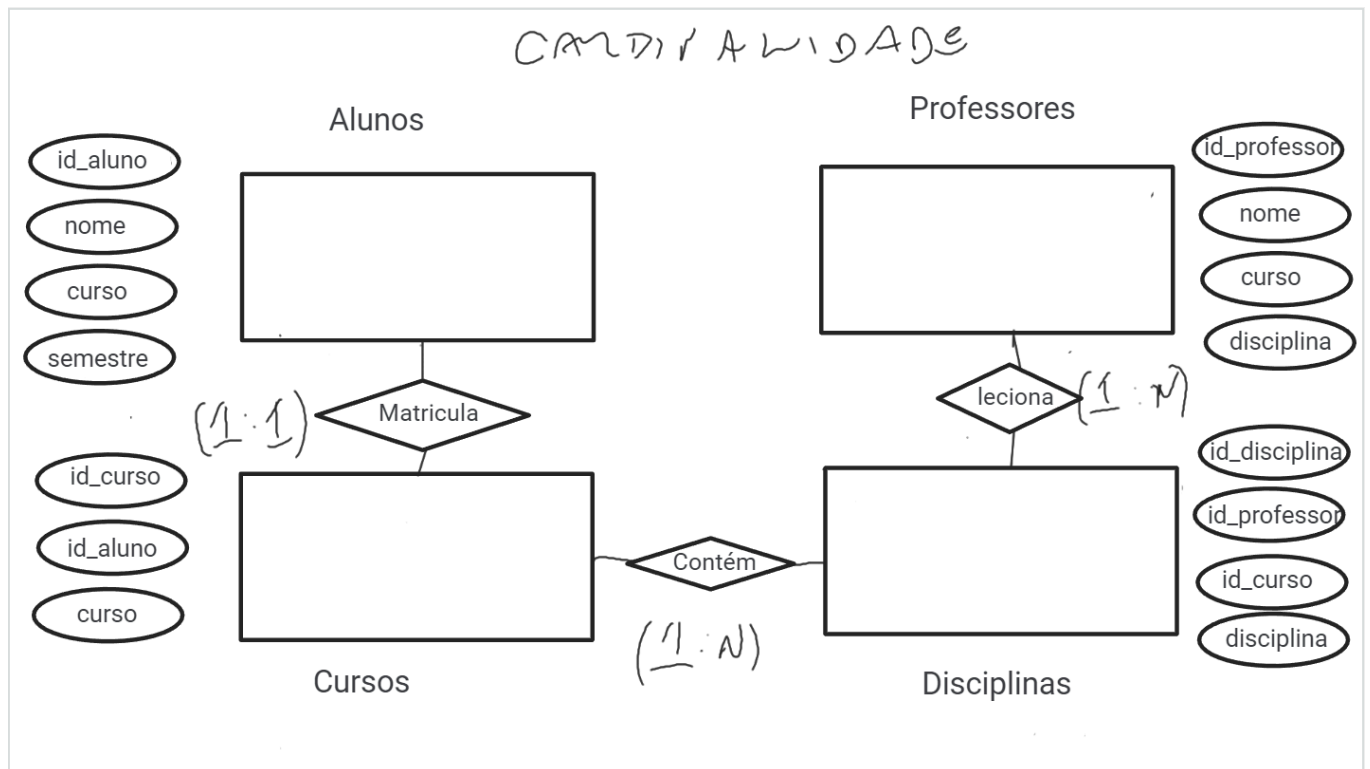 CARDINALIDADE
Alunos
Professores
id_aluno
nome
curso
semestre
id_professor
nome
curso
disciplina
Matricula
(1:1)
leciona
(1:N)
id_curso
id_aluno
curso
Contém
(1:N)
id_disciplina
id_professor
id_curso
disciplina
Cursos
Disciplinas